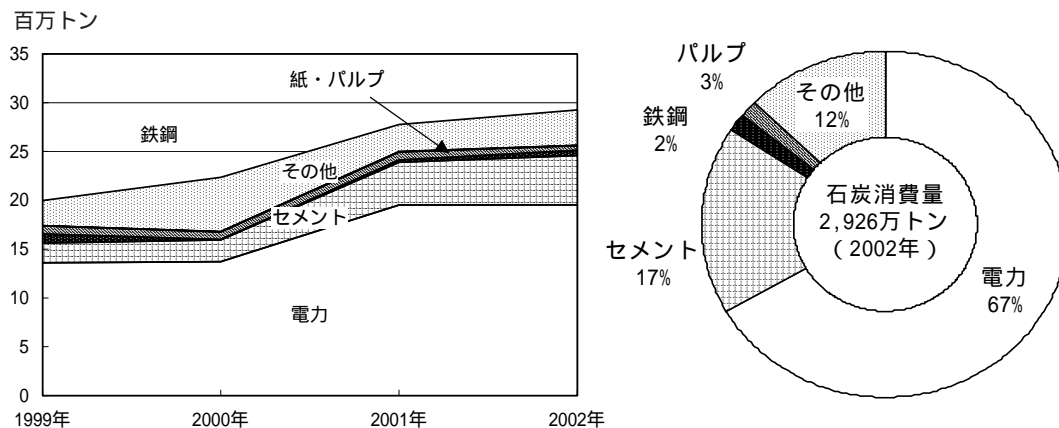 百万トン
35
30
25
20
15
10
5
0
紙・パルプ
鉄鋼
その他
セメント
電力
1999年
2000年
2001年
2002年
パルプ
3%
鉄鋼
2%
その他
12%
セメント
17%
石炭消費量
2,926万トン
(2002年)
電力
67%